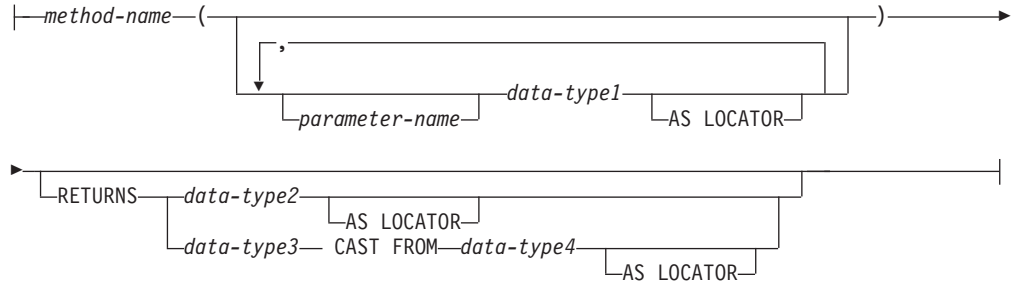 method-name ( )
,
data-type1
parameter-name AS LOCATOR
RETURNS data-type2
AS LOCATOR
data-type3 CAST FROM data-type4
AS LOCATOR